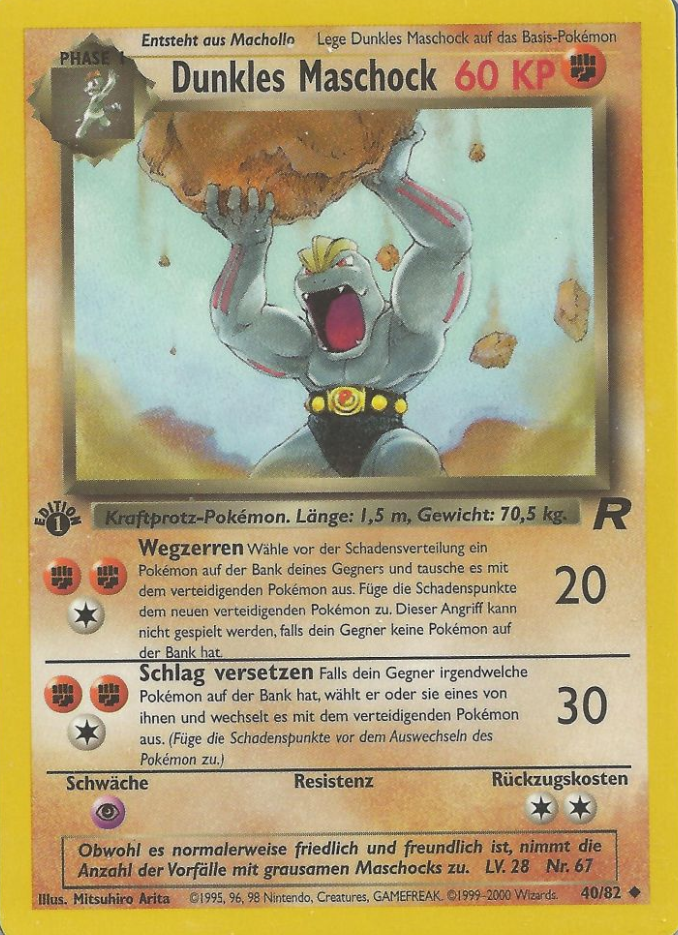 Entsteht aus Machollo Lege Dunkles Maschock auf das Basis-Pokémon
PHASE 1
Dunkles Maschock 60 KP
EDITION
1
Kraftprotz-Pokémon. Länge: 1,5 m, Gewicht: 70,5 kg.
R
Wegzerren Wähle vor der Schadensverteilung ein
Pokémon auf der Bank deines Gegners und tausche es mit
dem verteidigenden Pokémon aus. Füge die Schadenspunkte
dem neuen verteidigenden Pokémon zu. Dieser Angriff kann
nicht gespielt werden, falls dein Gegner keine Pokémon auf
der Bank hat.
20
Schlag versetzen Falls dein Gegner irgendwelche
Pokémon auf der Bank hat, wählt er oder sie eines von
ihnen und wechselt es mit dem verteidigenden Pokémon
aus. (Füge die Schadenspunkte vor dem Auswechseln des
Pokémon zu.)
30
Schwäche Resistenz Rückzugskosten
Obwohl es normalerweise friedlich und freundlich ist, nimmt die
Anzahl der Vorfälle mit grausamen Maschocks zu. LV. 28 Nr. 67
Illus. Mitsuhiro Arita ©1995, 96, 98 Nintendo, Creatures, GAMEFREAK. ©1999-2000 Wizards. 40/82